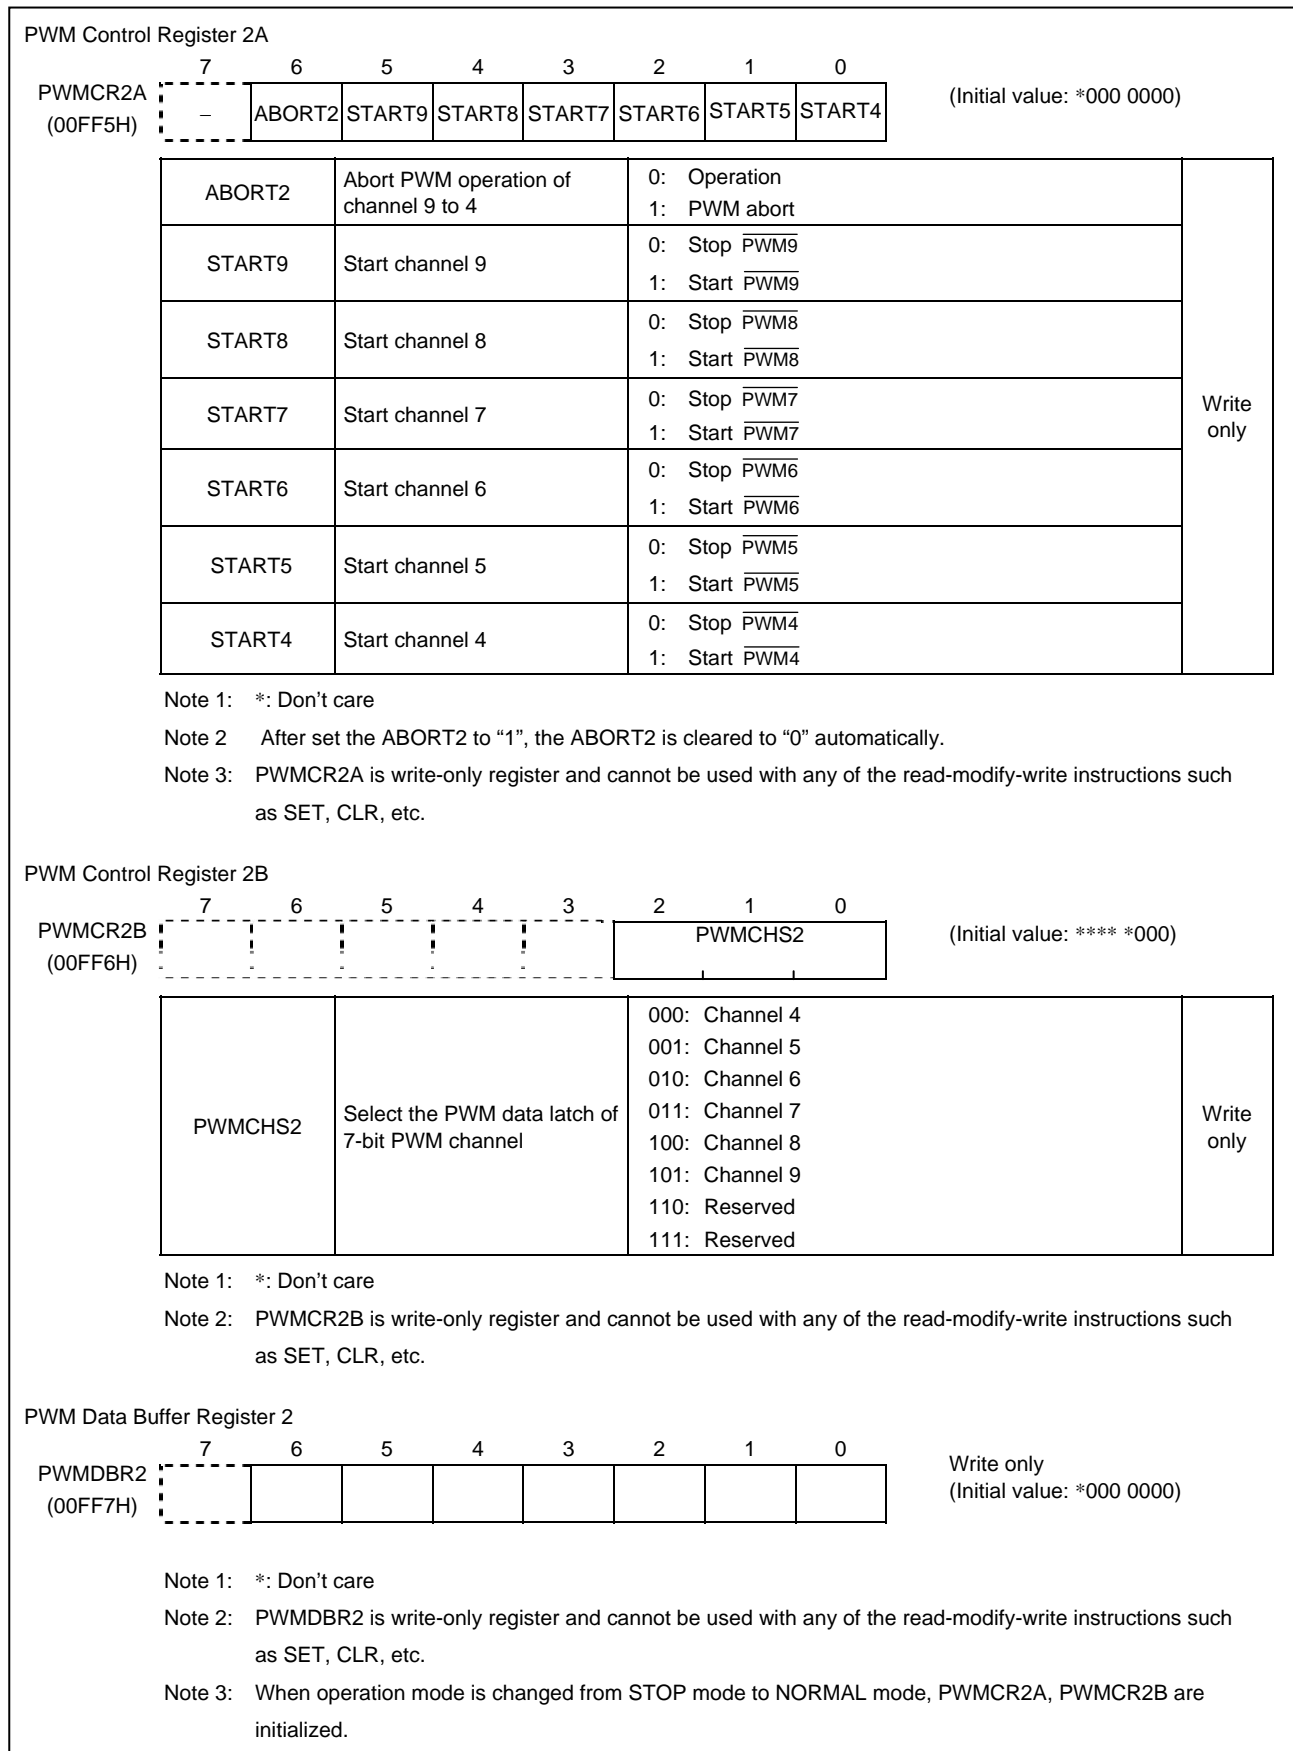 PWM Control Register 2A
7 6 5 4 3 2 1 0
PWMCR2A
(00FF5H)
– ABORT2 START9 START8 START7 START6 START5 START4
(Initial value: *000 0000)
ABORT2 Abort PWM operation of channel 9 to 4 0: Operation
1: PWM abort
START9 Start channel 9 0: Stop P̅W̅M̅9̅
1: Start P̅W̅M̅9̅
START8 Start channel 8 0: Stop P̅W̅M̅8̅
1: Start P̅W̅M̅8̅
START7 Start channel 7 0: Stop P̅W̅M̅7̅
1: Start P̅W̅M̅7̅
START6 Start channel 6 0: Stop P̅W̅M̅6̅
1: Start P̅W̅M̅6̅
START5 Start channel 5 0: Stop P̅W̅M̅5̅
1: Start P̅W̅M̅5̅
START4 Start channel 4 0: Stop P̅W̅M̅4̅
1: Start P̅W̅M̅4̅
Write
only
Note 1: *: Don’t care
Note 2 After set the ABORT2 to “1”, the ABORT2 is cleared to “0” automatically.
Note 3: PWMCR2A is write-only register and cannot be used with any of the read-modify-write instructions such
as SET, CLR, etc.
PWM Control Register 2B
7 6 5 4 3 2 1 0
PWMCR2B
(00FF6H)
PWMCHS2
(Initial value: **** *000)
PWMCHS2
Select the PWM data latch of
7-bit PWM channel
000: Channel 4
001: Channel 5
010: Channel 6
011: Channel 7
100: Channel 8
101: Channel 9
110: Reserved
111: Reserved
Write
only
Note 1: *: Don’t care
Note 2: PWMCR2B is write-only register and cannot be used with any of the read-modify-write instructions such
as SET, CLR, etc.
PWM Data Buffer Register 2
7 6 5 4 3 2 1 0
PWMDBR2
(00FF7H)
Write only
(Initial value: *000 0000)
Note 1: *: Don’t care
Note 2: PWMDBR2 is write-only register and cannot be used with any of the read-modify-write instructions such
as SET, CLR, etc.
Note 3: When operation mode is changed from STOP mode to NORMAL mode, PWMCR2A, PWMCR2B are
initialized.